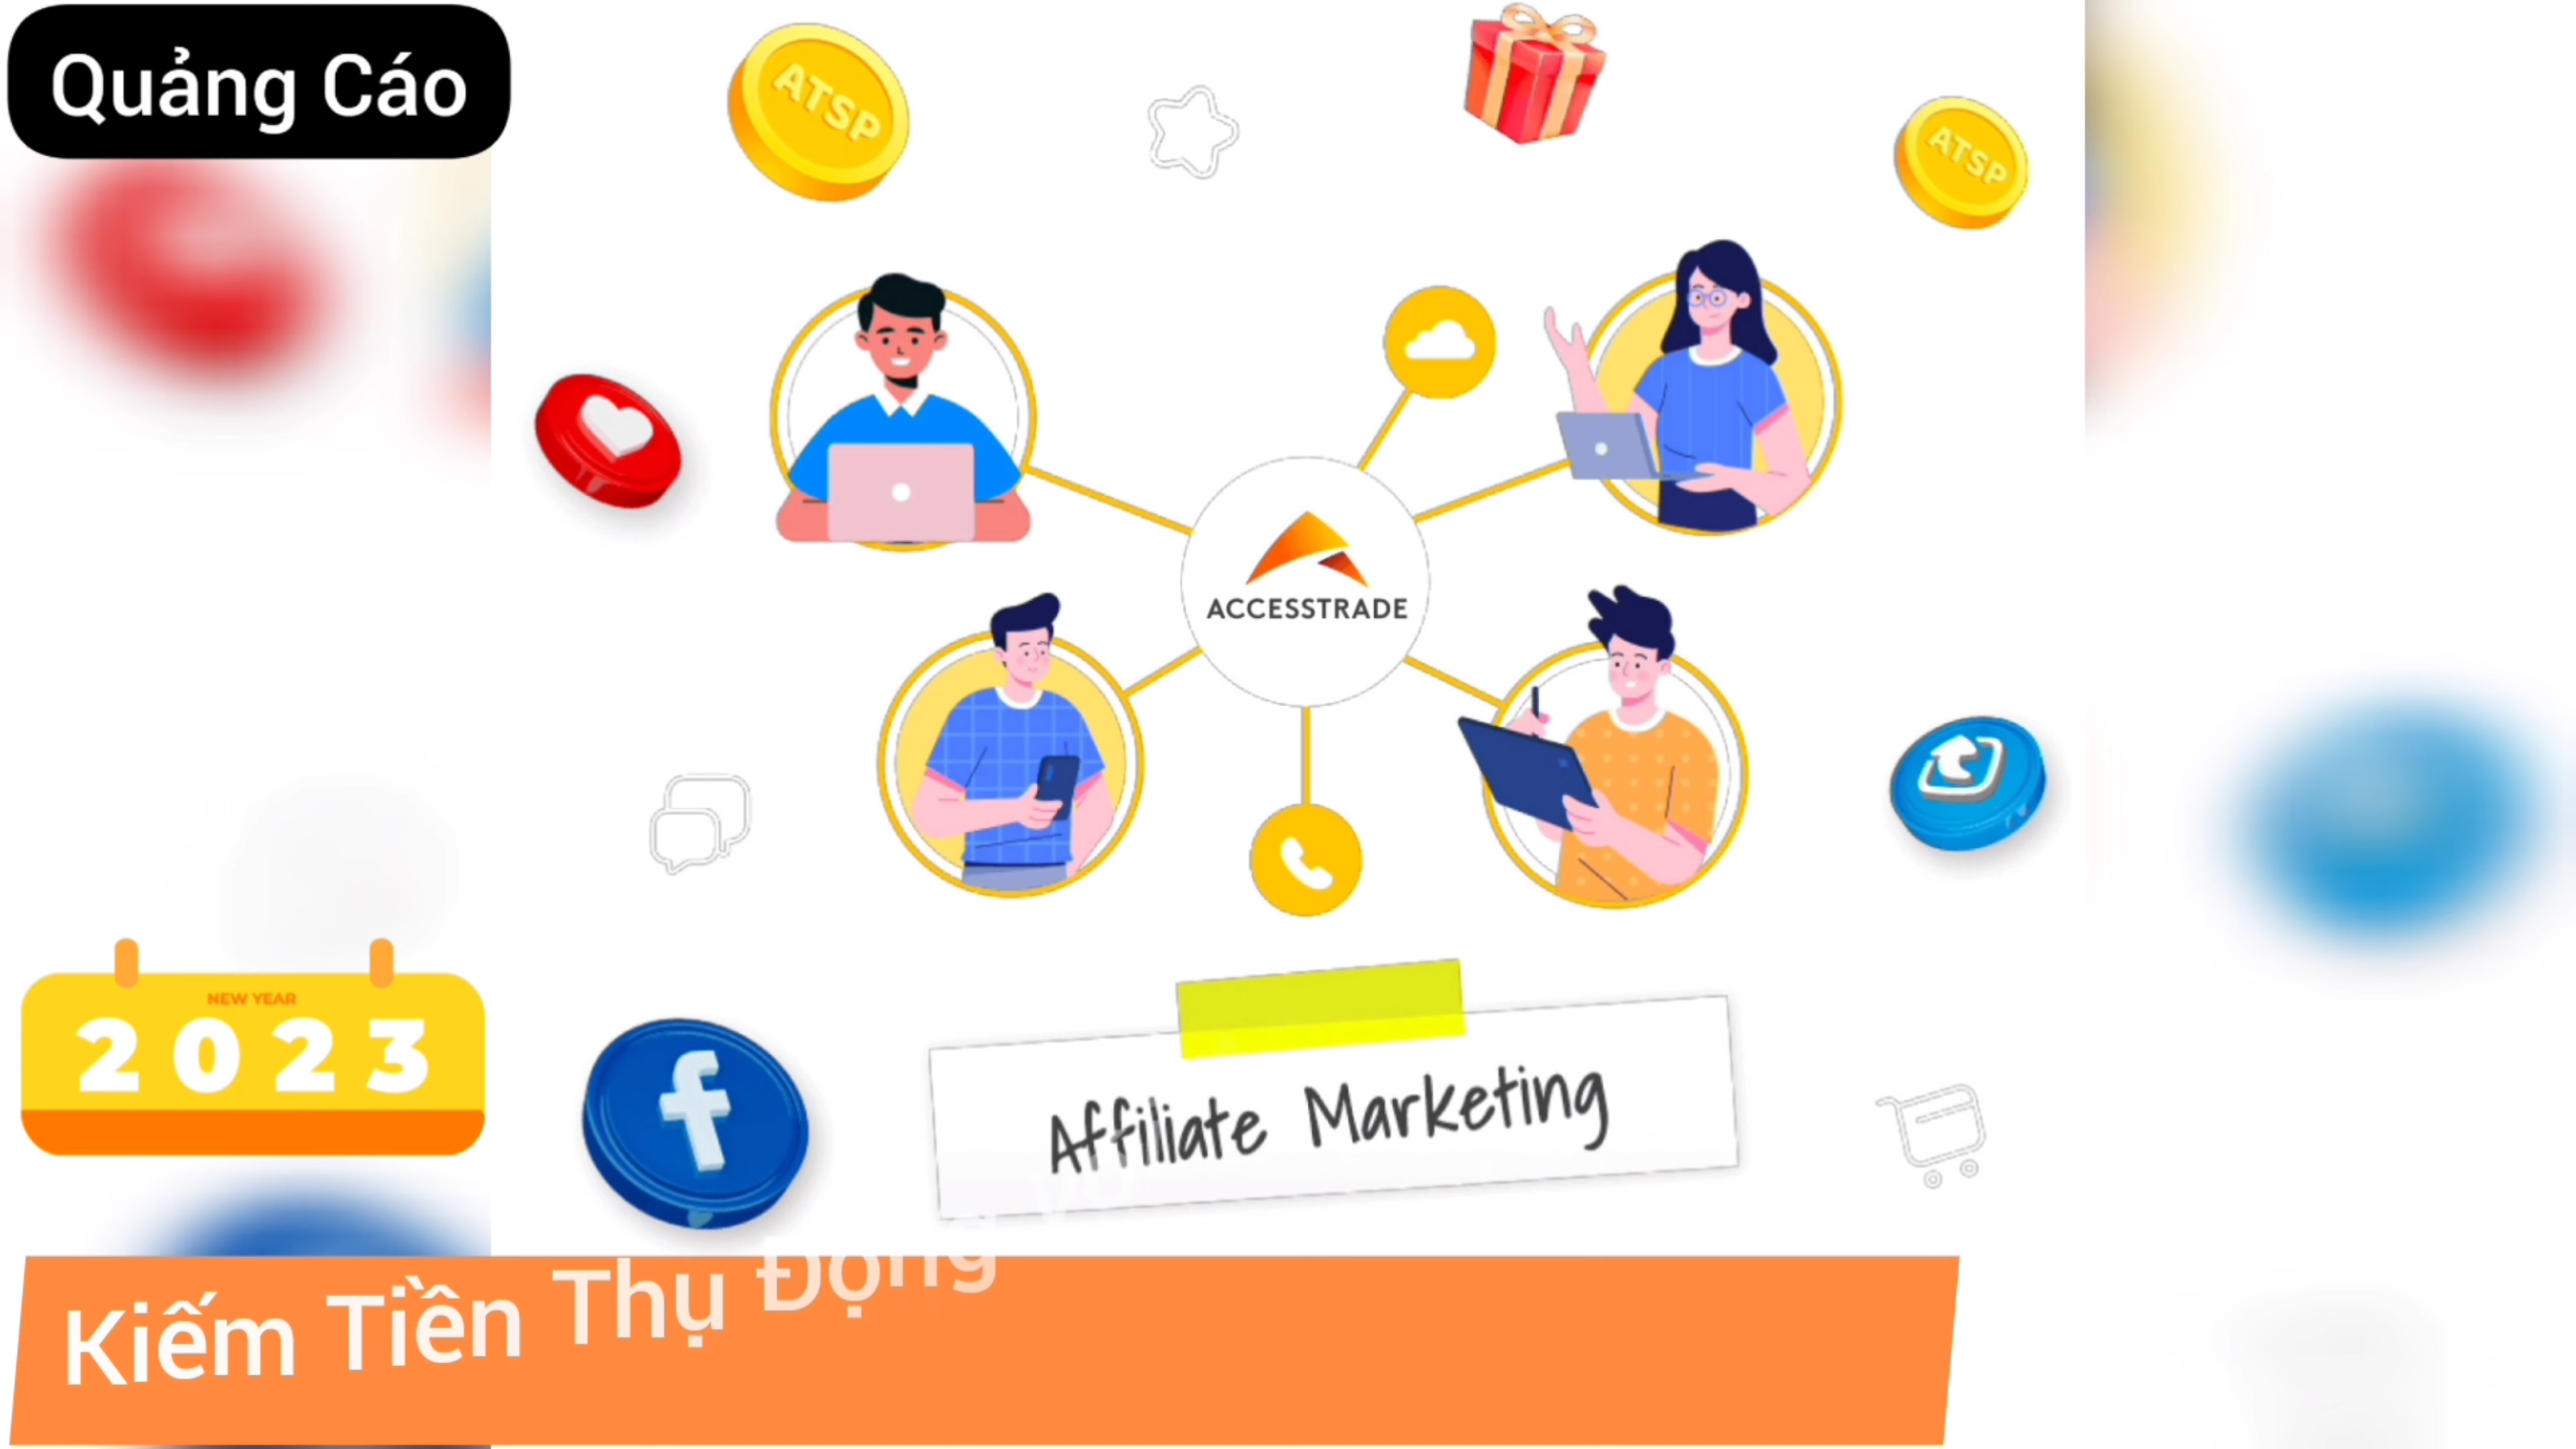 Quảng Cáo
ATSP
ATSP
ACCESSTRADE
NEW YEAR
2023
f
Affiliate Marketing
Kiếm Tiền Thụ Động